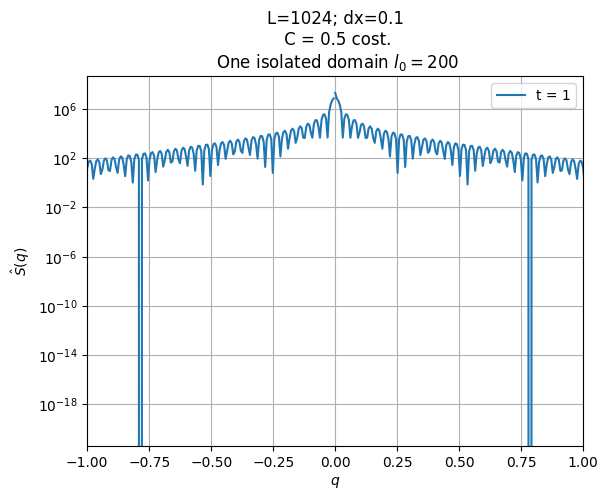 L=1024; dx=0.1
C = 0.5 cost.
One isolated domain $l_0 = 200$
t = 1
$\hat{S}(q)$
$10^{6}$
$10^{2}$
$10^{-2}$
$10^{-6}$
$10^{-10}$
$10^{-14}$
$10^{-18}$
−1.00 −0.75 −0.50 −0.25 0.00 0.25 0.50 0.75 1.00
$q$